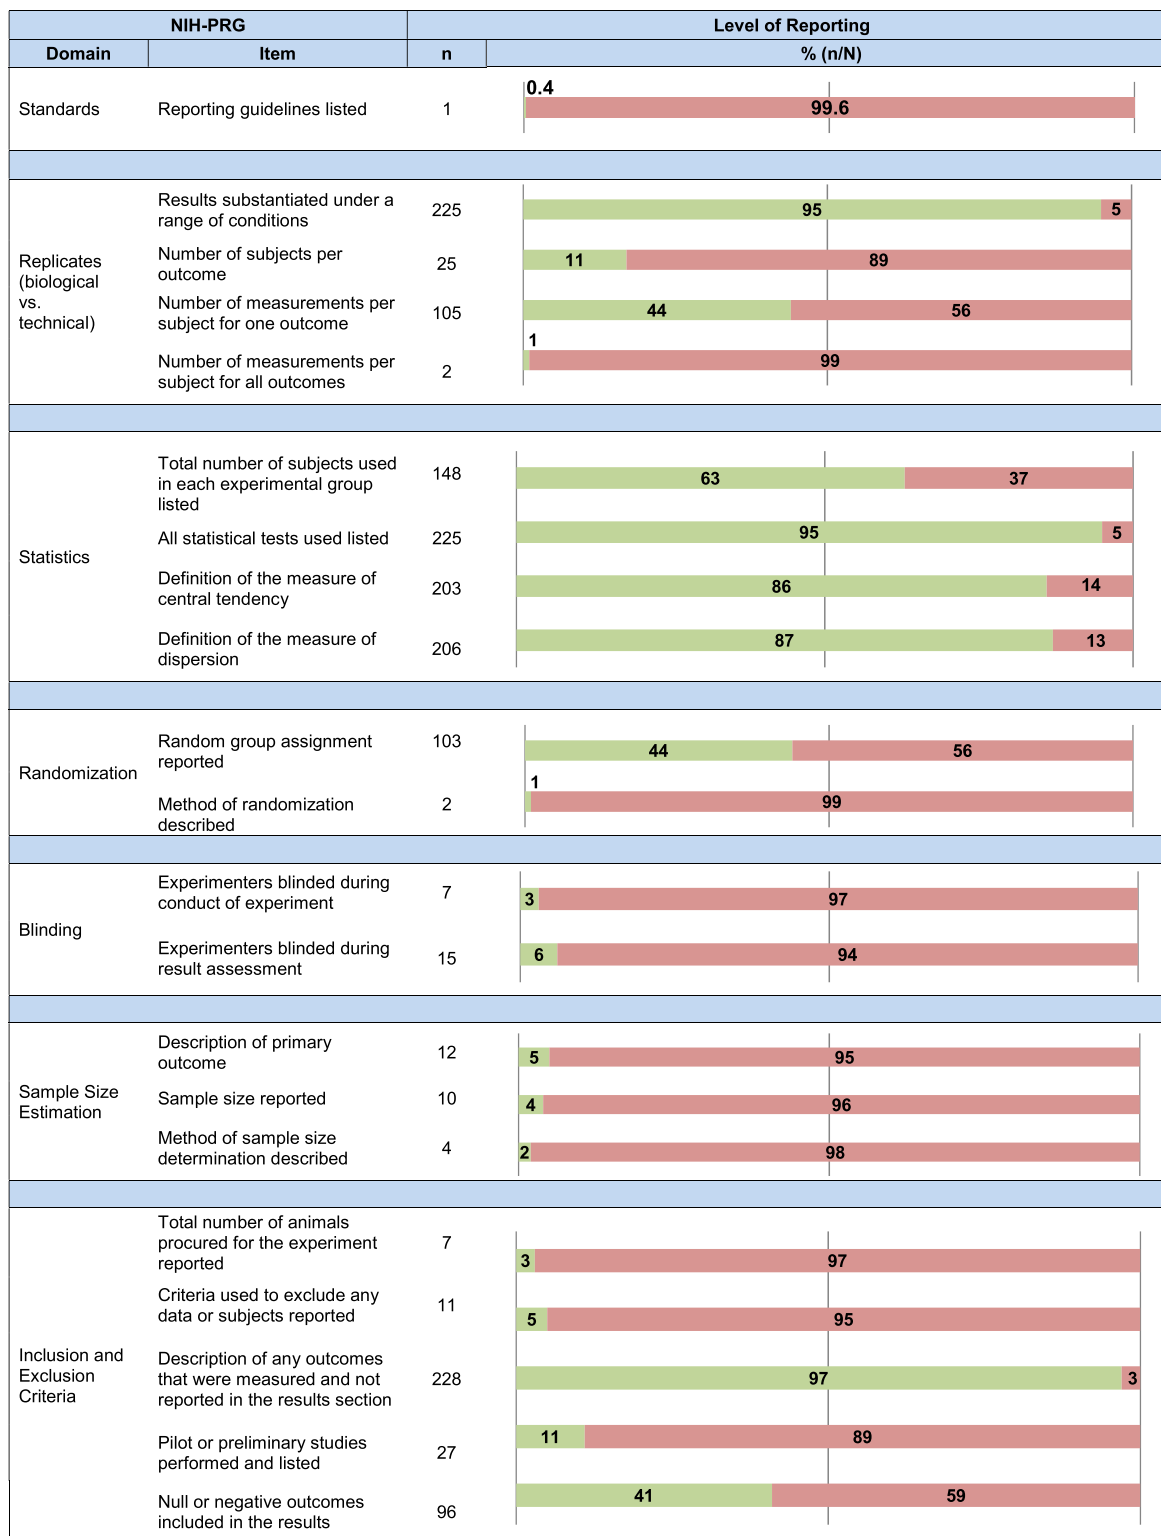 NIH-PRG
Level of Reporting
Domain
Item
n
% (n/N)
Standards
Reporting guidelines listed
1
0.4
99.6
Replicates
(biological
vs.
technical)
Results substantiated under a
range of conditions
225
95
5
Number of subjects per
outcome
25
11
89
Number of measurements per
subject for one outcome
105
44
56
Number of measurements per
subject for all outcomes
2
1
99
Statistics
Total number of subjects used
in each experimental group
listed
148
63
37
All statistical tests used listed
225
95
5
Definition of the measure of
central tendency
203
86
14
Definition of the measure of
dispersion
206
87
13
Randomization
Random group assignment
reported
103
44
56
Method of randomization
described
2
1
99
Blinding
Experimenters blinded during
conduct of experiment
7
3
97
Experimenters blinded during
result assessment
15
6
94
Sample Size
Estimation
Description of primary
outcome
12
5
95
Sample size reported
10
4
96
Method of sample size
determination described
4
2
98
Inclusion and
Exclusion
Criteria
Total number of animals
procured for the experiment
reported
7
3
97
Criteria used to exclude any
data or subjects reported
11
5
95
Description of any outcomes
that were measured and not
reported in the results section
228
97
3
Pilot or preliminary studies
performed and listed
27
11
89
Null or negative outcomes
included in the results
96
41
59